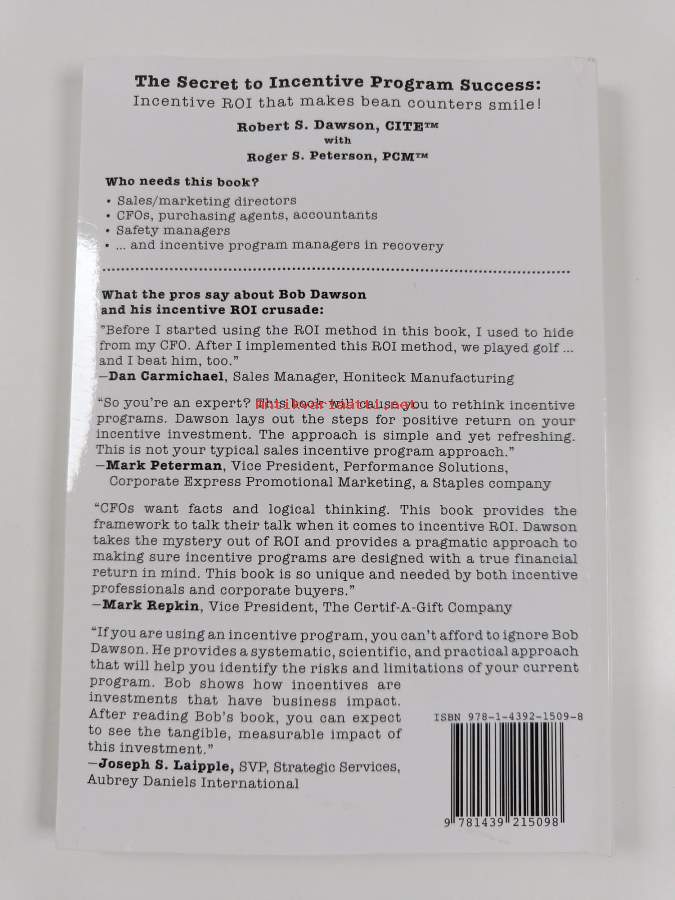 The Secret to Incentive Program Success:
Incentive ROI that makes bean counters smile!
Robert S. Dawson, CITE™
with
Roger S. Peterson, PCM™
Who needs this book?
• Sales/marketing directors
• CFOs, purchasing agents, accountants
• Safety managers
• ... and incentive program managers in recovery
What the pros say about Bob Dawson
and his incentive ROI crusade:
"Before I started using the ROI method in this book, I used to hide
from my CFO. After I implemented this ROI method, we played golf ...
and I beat him, too."
—Dan Carmichael, Sales Manager, Honiteck Manufacturing
"So you're an expert? This book will cause you to rethink incentive
Antikvariaatti.net
programs. Dawson lays out the steps for positive return on your
incentive investment. The approach is simple and yet refreshing.
This is not your typical sales incentive program approach."
—Mark Peterman, Vice President, Performance Solutions,
Corporate Express Promotional Marketing, a Staples company
"CFOs want facts and logical thinking. This book provides the
framework to talk their talk when it comes to incentive ROI. Dawson
takes the mystery out of ROI and provides a pragmatic approach to
making sure incentive programs are designed with a true financial
return in mind. This book is so unique and needed by both incentive
professionals and corporate buyers."
—Mark Repkin, Vice President, The Certif-A-Gift Company
"If you are using an incentive program, you can't afford to ignore Bob
Dawson. He provides a systematic, scientific, and practical approach
that will help you identify the risks and limitations of your current
program. Bob shows how incentives are
investments that have business impact.
After reading Bob's book, you can expect
to see the tangible, measurable impact of
this investment."
—Joseph S. Laipple, SVP, Strategic Services,
Aubrey Daniels International
ISBN 978-1-4392-1509-8
9 781439 215098